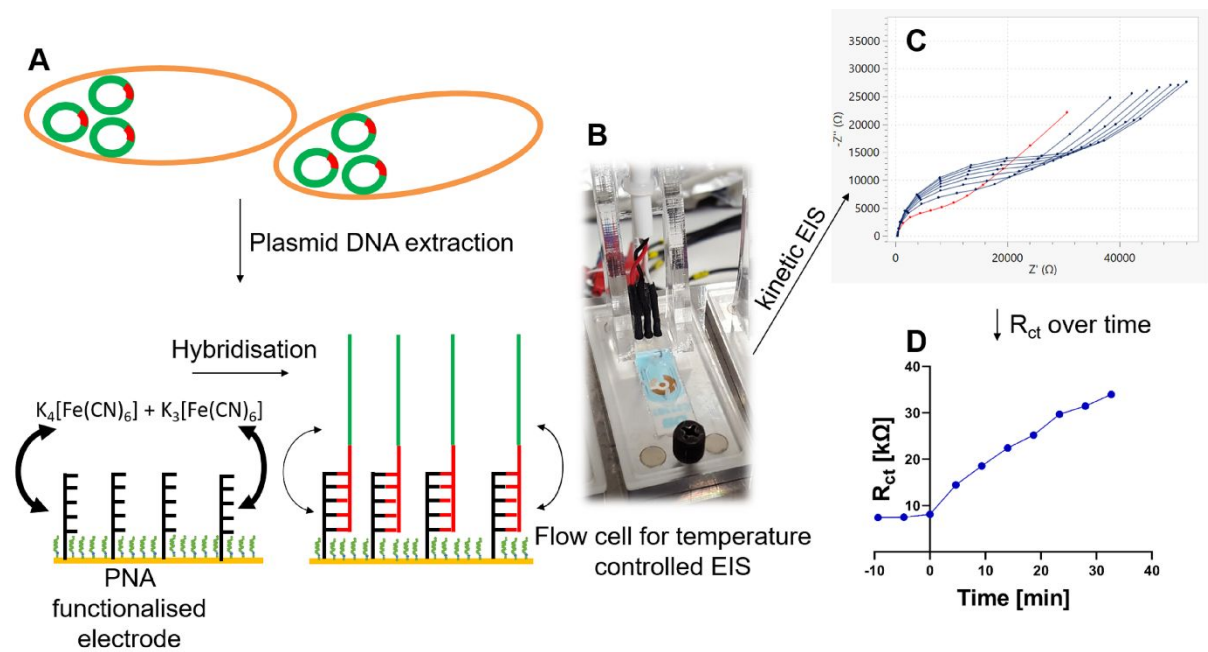 A
Plasmid DNA extraction
Hybridisation
K₄[Fe(CN)₆] + K₃[Fe(CN)₆]
PNA
functionalised
electrode
B
Flow cell for temperature
controlled EIS
kinetic EIS
C
35000
30000
25000
20000
15000
10000
5000
0
-Z'' (Ω)
0
20000
40000
Z' (Ω)
Rct over time
D
40
30
20
10
Rct [kΩ]
-10
0
10
20
30
40
Time [min]